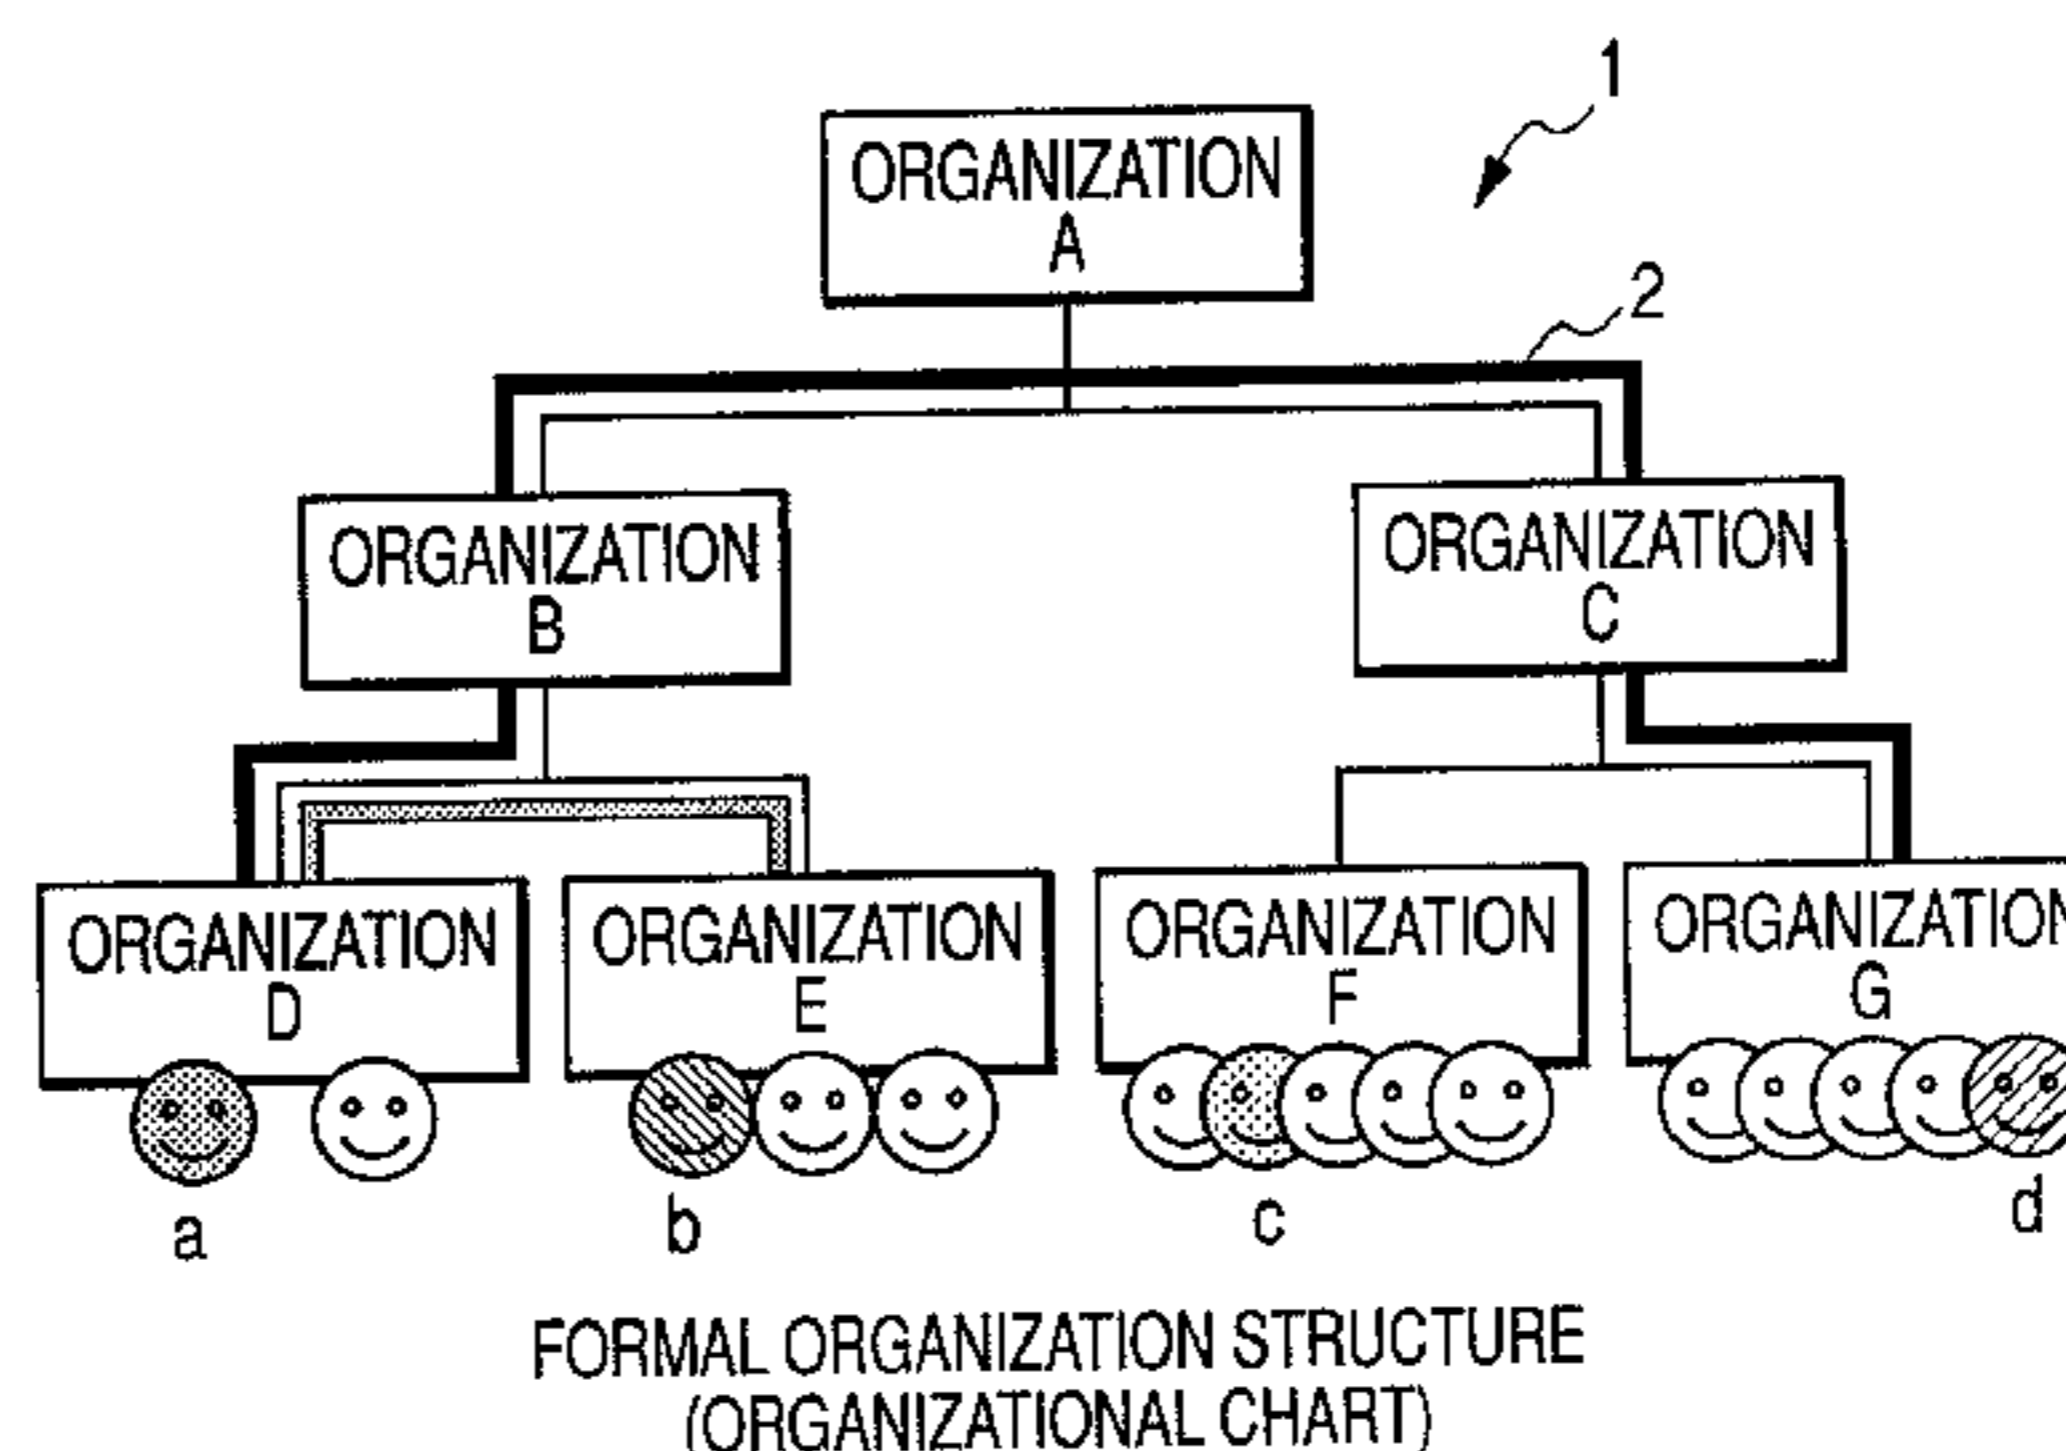 1
ORGANIZATION
A
2
ORGANIZATION
B
ORGANIZATION
C
ORGANIZATION
D
ORGANIZATION
E
ORGANIZATION
F
ORGANIZATION
G
a
b
c
d
FORMAL ORGANIZATION STRUCTURE
(ORGANIZATIONAL CHART)